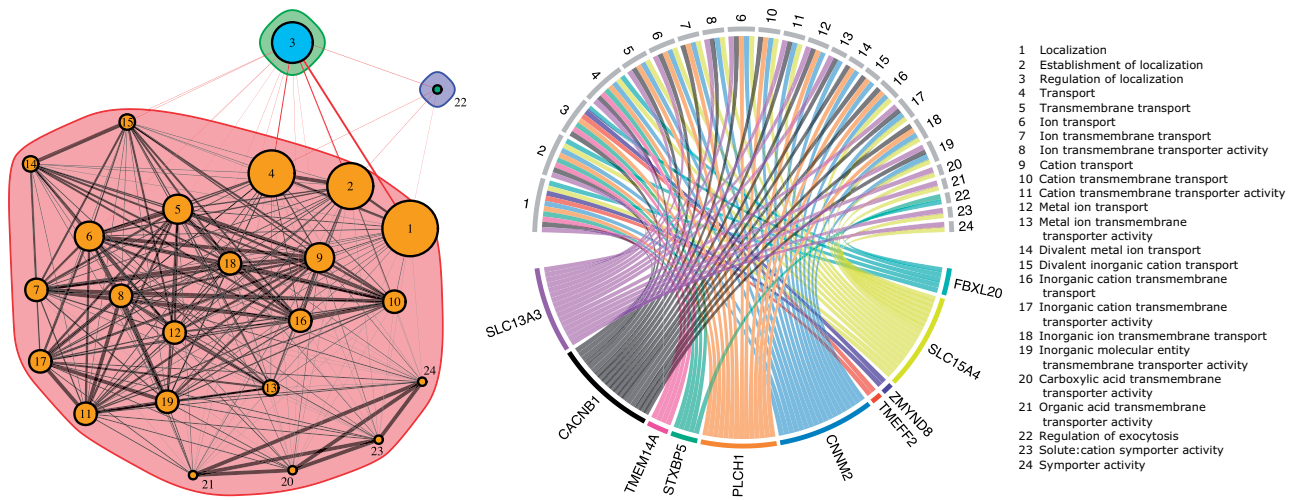 3
22
15
14
4
2
5
1
6
9
18
7
8
10
16
12
17
13
24
19
11
23
20
21
1
2
3
4
5
6
7
8
9
10
11
12
13
14
15
16
17
18
19
20
21
22
23
24
SLC13A3
CACNB1
TMEM14A
STXBP5
PLCH1
CNNM2
TMEFF2
ZMYND8
SLC15A4
FBXL20
1 Localization
2 Establishment of localization
3 Regulation of localization
4 Transport
5 Transmembrane transport
6 Ion transport
7 Ion transmembrane transport
8 Ion transmembrane transporter activity
9 Cation transport
10 Cation transmembrane transport
11 Cation transmembrane transporter activity
12 Metal ion transport
13 Metal ion transmembrane
transporter activity
14 Divalent metal ion transport
15 Divalent inorganic cation transport
16 Inorganic cation transmembrane
transport
17 Inorganic cation transmembrane
transporter activity
18 Inorganic ion transmembrane transport
19 Inorganic molecular entity
transmembrane transporter activity
20 Carboxylic acid transmembrane
transporter activity
21 Organic acid transmembrane
transporter activity
22 Regulation of exocytosis
23 Solute:cation symporter activity
24 Symporter activity